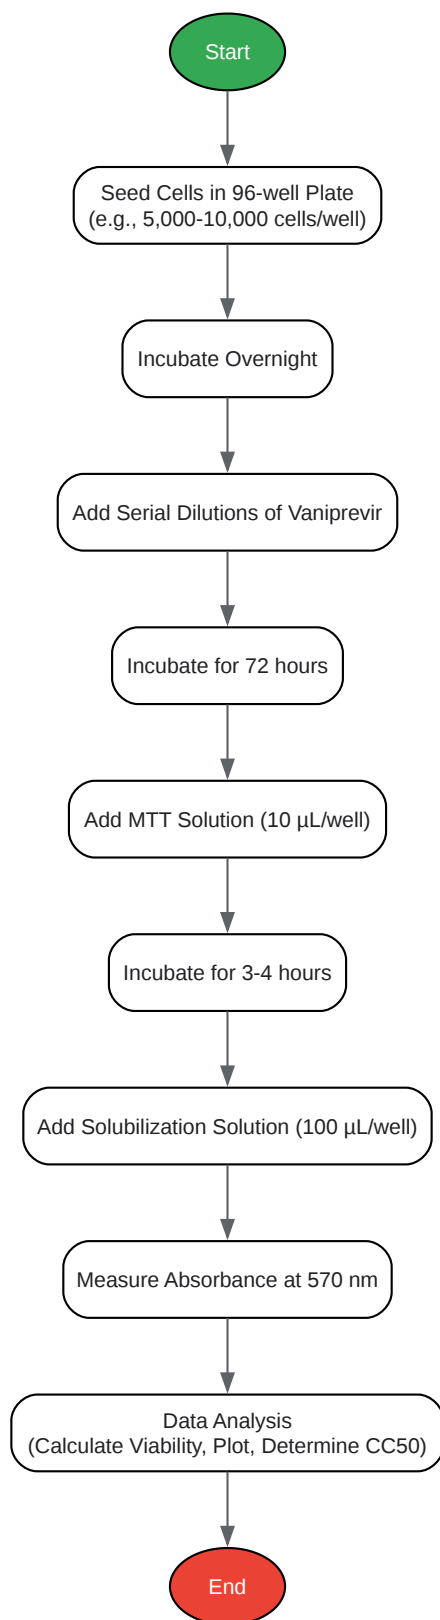 Start
Seed Cells in 96-well Plate
(e.g., 5,000-10,000 cells/well)
Incubate Overnight
Add Serial Dilutions of Vaniprevir
Incubate for 72 hours
Add MTT Solution (10 µL/well)
Incubate for 3-4 hours
Add Solubilization Solution (100 µL/well)
Measure Absorbance at 570 nm
Data Analysis
(Calculate Viability, Plot, Determine CC50)
End